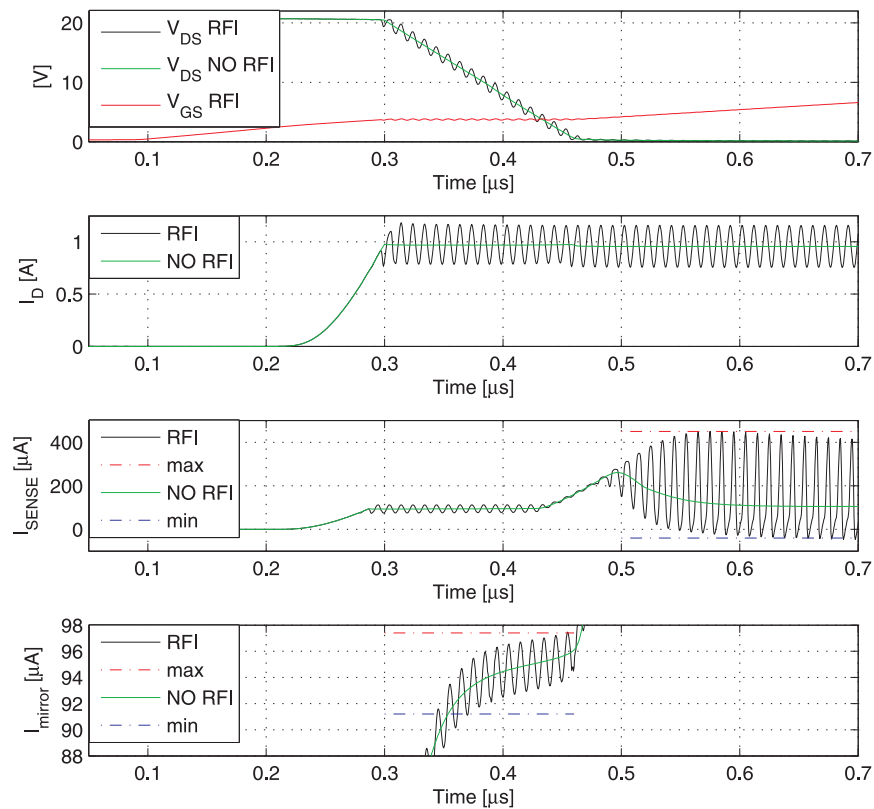 20
10
0
[V]
V_DS RFI
V_DS NO RFI
V_GS RFI
0.1 0.2 0.3 0.4 0.5 0.6 0.7
Time [μs]
1
0.5
0
I_D [A]
RFI
NO RFI
0.1 0.2 0.3 0.4 0.5 0.6 0.7
Time [μs]
400
200
0
I_SENSE [μA]
RFI
max
NO RFI
min
0.1 0.2 0.3 0.4 0.5 0.6 0.7
Time [μs]
98
96
94
92
90
88
I_mirror [μA]
RFI
max
NO RFI
min
0.1 0.2 0.3 0.4 0.5 0.6 0.7
Time [μs]